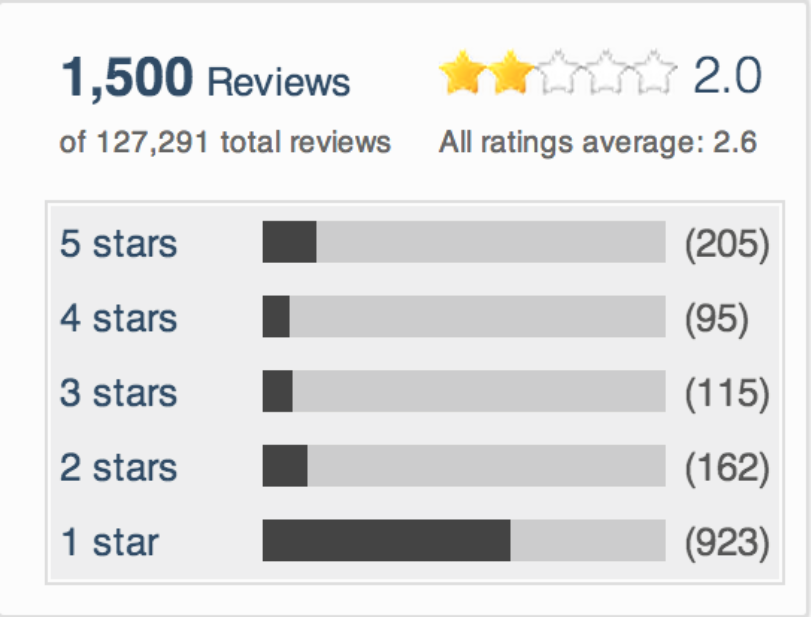 1,500 Reviews 2.0
of 127,291 total reviews All ratings average: 2.6
5 stars (205)
4 stars (95)
3 stars (115)
2 stars (162)
1 star (923)